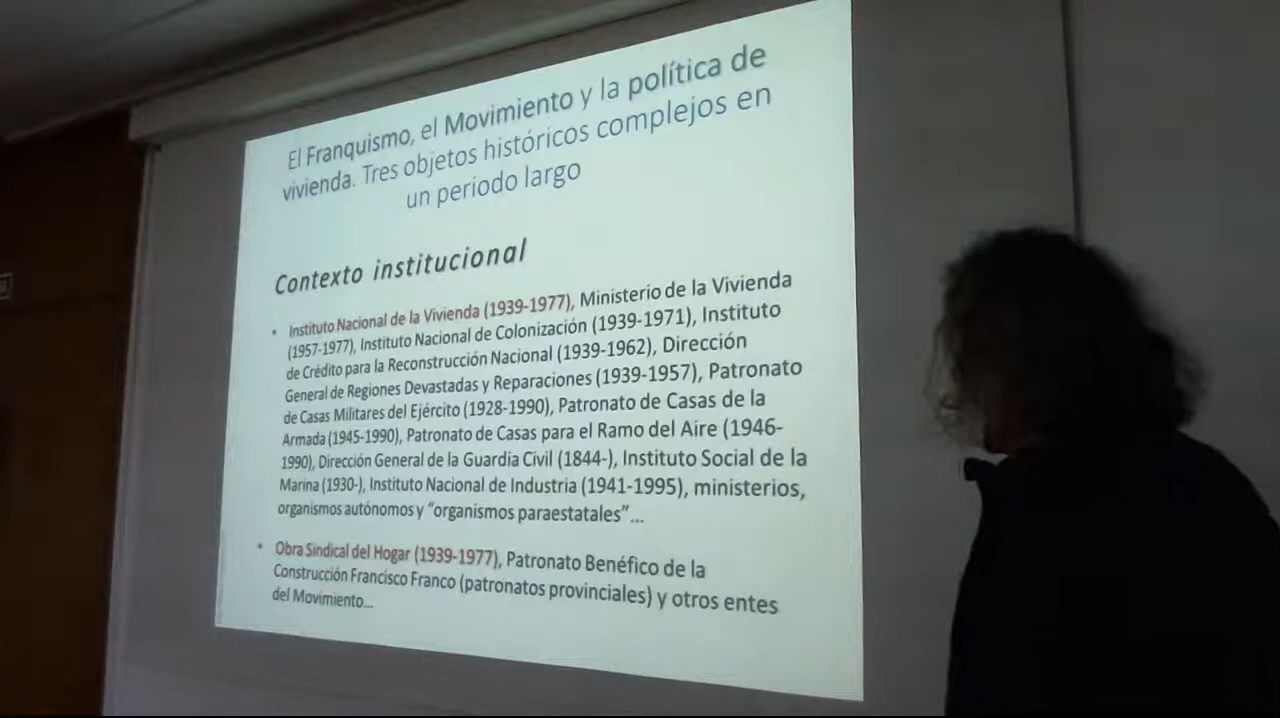 El Franquismo, el Movimiento y la política de
vivienda. Tres objetos históricos complejos en
un periodo largo
Contexto institucional
• Instituto Nacional de la Vivienda (1939-1977), Ministerio de la Vivienda
(1957-1977), Instituto Nacional de Colonización (1939-1971), Instituto
de Crédito para la Reconstrucción Nacional (1939-1962), Dirección
General de Regiones Devastadas y Reparaciones (1939-1957), Patronato
de Casas Militares del Ejército (1928-1990), Patronato de Casas de la
Armada (1945-1990), Patronato de Casas para el Ramo del Aire (1946-
1990), Dirección General de la Guardia Civil (1844-), Instituto Social de la
Marina (1930-), Instituto Nacional de Industria (1941-1995), ministerios,
organismos autónomos y “organismos paraestatales”...
• Obra Sindical del Hogar (1939-1977), Patronato Benéfico de la
Construcción Francisco Franco (patronatos provinciales) y otros entes
del Movimiento...